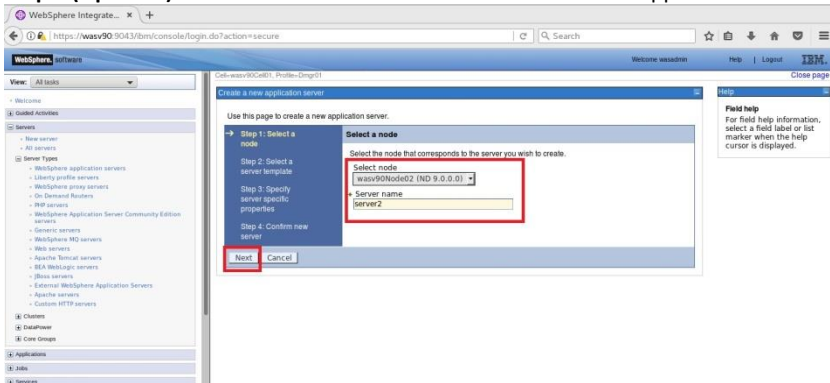 WebSphere Integrate... × +
https://wasv90:9043/ibm/console/login.do?action=secure
Search
WebSphere. software
Welcome wasadmin
Help | Logout
IBM.
View: All tasks
Cell=wasv90Cell01, Profile=Dmgr01
Close page
Welcome
Guided Activities
Servers
New server
All servers
Server Types
WebSphere application servers
Liberty profile servers
WebSphere proxy servers
On Demand Routers
PHP servers
WebSphere Application Server Community Edition
servers
Generic servers
WebSphere MQ servers
Web servers
Apache Tomcat servers
BEA WebLogic servers
JBoss servers
External WebSphere Application Servers
Apache servers
Custom HTTP servers
Clusters
DataPower
Core Groups
Applications
Jobs
Services
Create a new application server
Use this page to create a new application server.
Step 1: Select a
node
Step 2: Select a
server template
Step 3: Specify
server specific
properties
Step 4: Confirm new
server
Select a node
Select the node that corresponds to the server you wish to create.
Select node
wasv90Node02 (ND 9.0.0.0)
Server name
server2
Next Cancel
Help
Field help
For field help information,
select a field label or list
marker when the help
cursor is displayed.